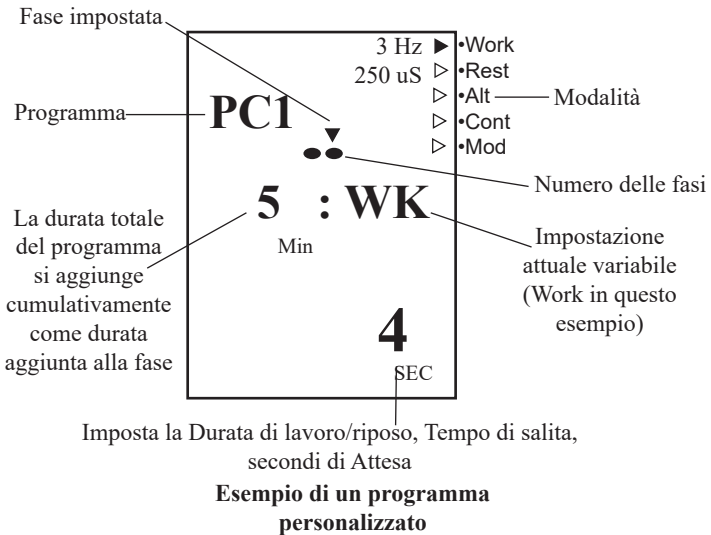 Fase impostata
3 Hz •Work
250 uS •Rest
•Alt
Modalità
•Cont
•Mod
Programma
PC1
Numero delle fasi
5 : WK
Min
La durata totale
del programma
si aggiunge
cumulativamente
come durata
aggiunta alla fase
Impostazione
attuale variabile
(Work in questo
esempio)
4
SEC
Imposta la Durata di lavoro/riposo, Tempo di salita,
secondi di Attesa
Esempio di un programma
personalizzato